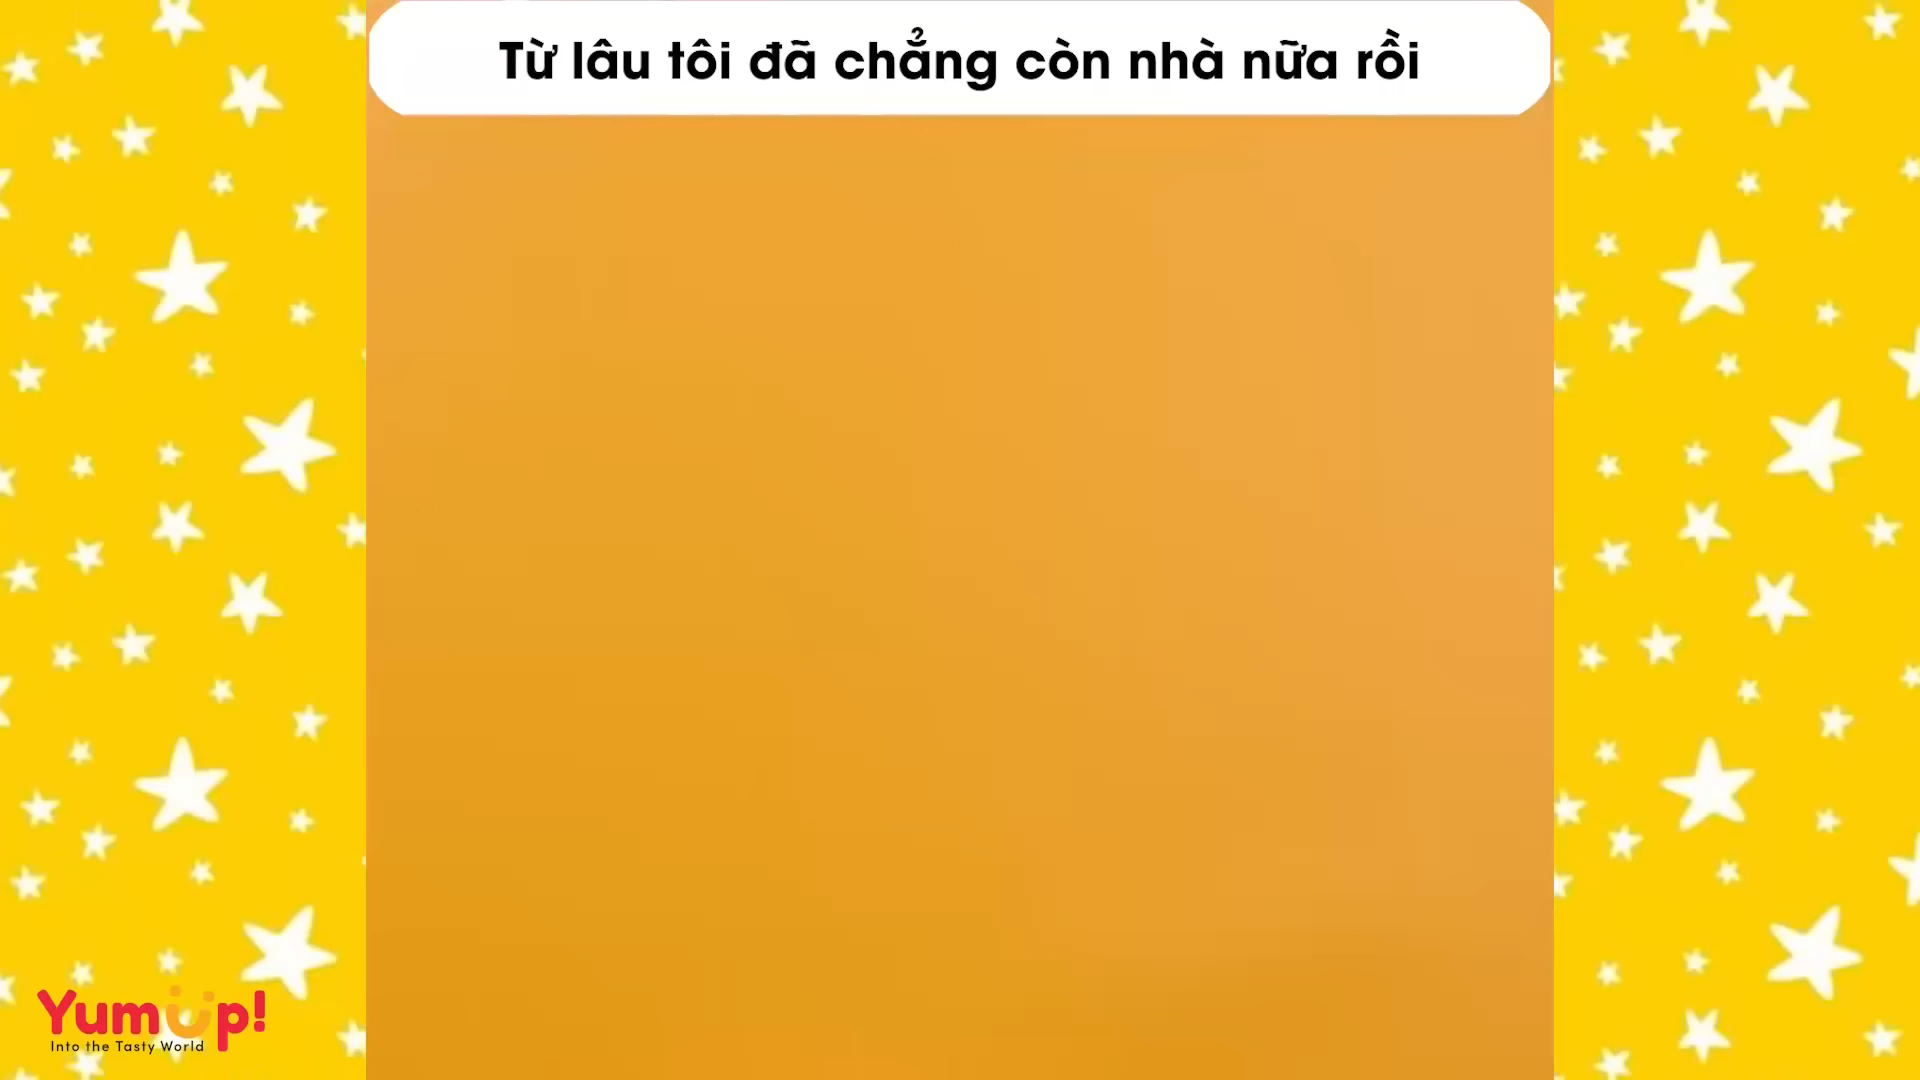 Từ lâu tôi đã chẳng còn nhà nữa rồi
YumUp!
Into the Tasty World